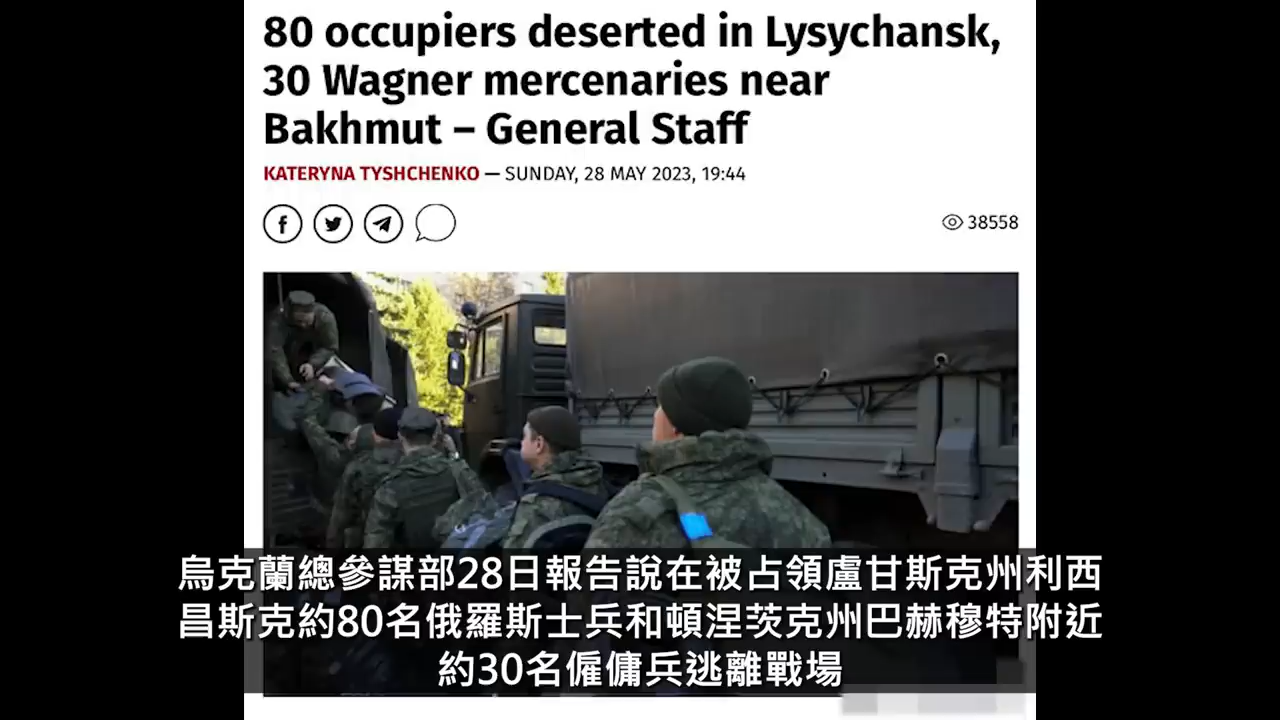 80 occupiers deserted in Lysychansk,
30 Wagner mercenaries near
Bakhmut – General Staff
KATERYNA TYSHCHENKO — SUNDAY, 28 MAY 2023, 19:44
38558
烏克蘭總參謀部28日報告說在被占領盧甘斯克州利西
昌斯克約80名俄羅斯士兵和頓涅茨克州巴赫穆特附近
約30名僱傭兵逃離戰場